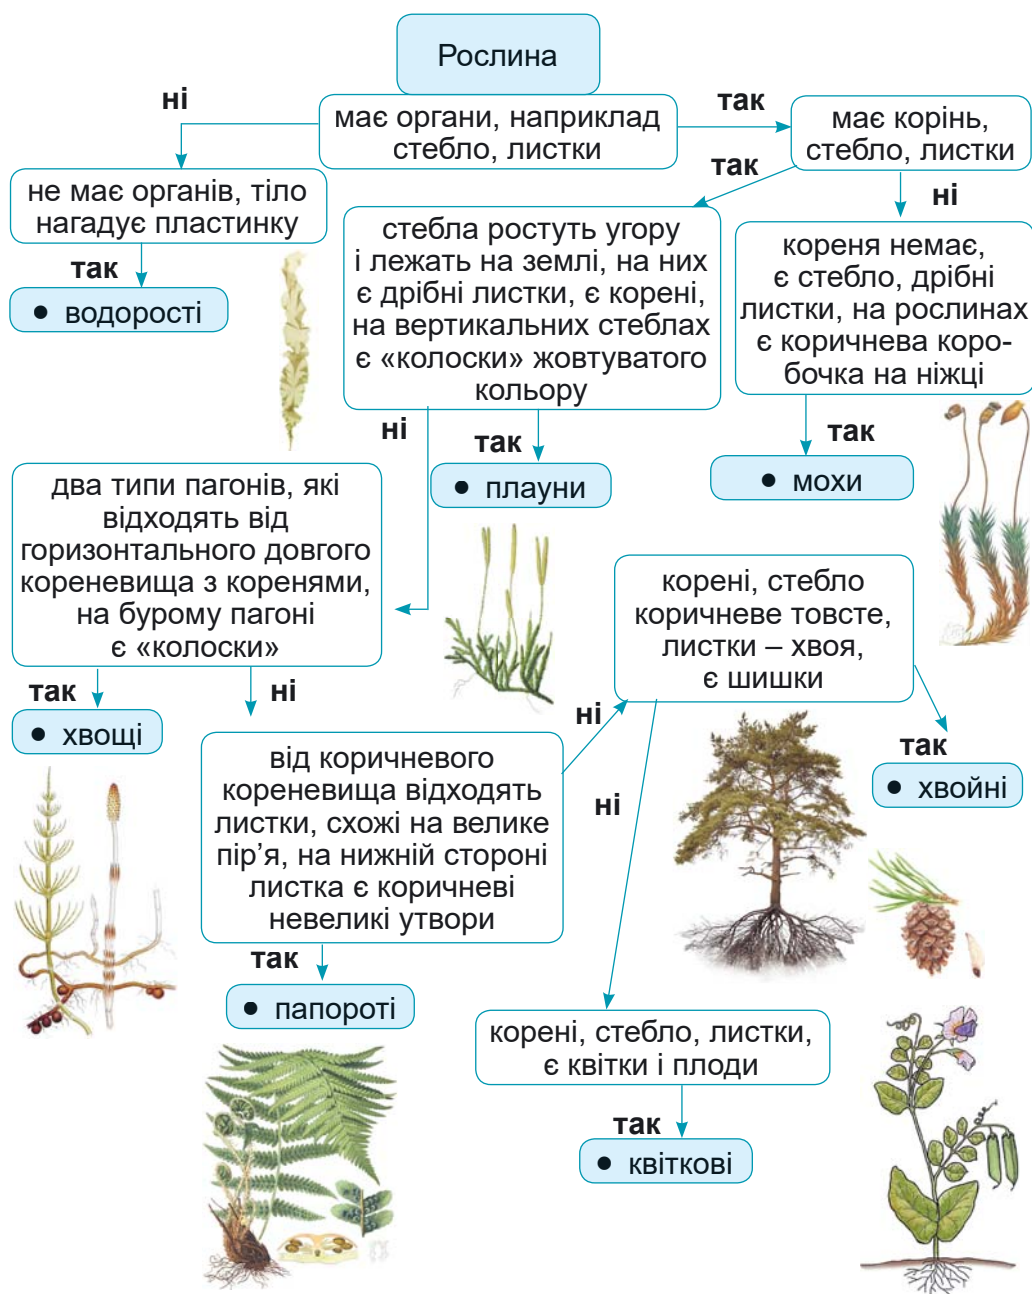 Рослина
ні
має органи, наприклад
стебло, листки
так
має корінь,
стебло, листки
не має органів, тіло
нагадує пластинку
так
• водорості
так
стебла ростуть угору
і лежать на землі, на них
є дрібні листки, є корені,
на вертикальних стеблах
є «колоски» жовтуватого
кольору
ні
кореня немає,
є стебло, дрібні
листки, на рослинах
є коричнева коро-
бочка на ніжці
ні
так
• плауни
так
• мохи
два типи пагонів, які
відходять від
горизонтального довгого
кореневища з коренями,
на бурому пагоні
є «колоски»
так
• хвощі
ні
від коричневого
кореневища відходять
листки, схожі на велике
пір’я, на нижній стороні
листка є коричневі
невеликі утвори
так
• папороті
ні
корені, стебло
коричневе товсте,
листки – хвоя,
є шишки
так
• хвойні
ні
корені, стебло, листки,
є квітки і плоди
так
• квіткові